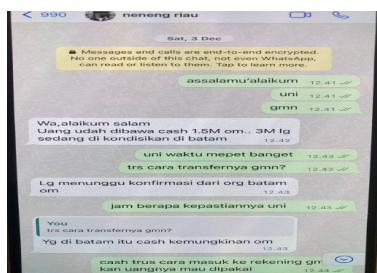 990
neneng riau
Sat, 3 Dec
Messages and calls are end-to-end encrypted.
No one outside of this chat, not even WhatsApp,
can read or listen to them. Tap to learn more.
assalamu'alaikum 12.41
uni 12.41
gmn 12.41
Wa,alaikum salam
Uang udah dibawa cash 1.5M om.. 3M lg
sedang di kondisikan di batam
12.42
uni waktu mepet banget 12.43
trs cara transfernya gmn? 12.43
Lg menunggu konfirmasi dari org batam
om 12.43
jam berapa kepastiannya uni 12.43
You
trs cara transfernya gmn?
Yg di batam itu cash kemungkinan om
12.43
cash trus cara masuk ke rekening gm
kan uangnya mau dipakai 12.44